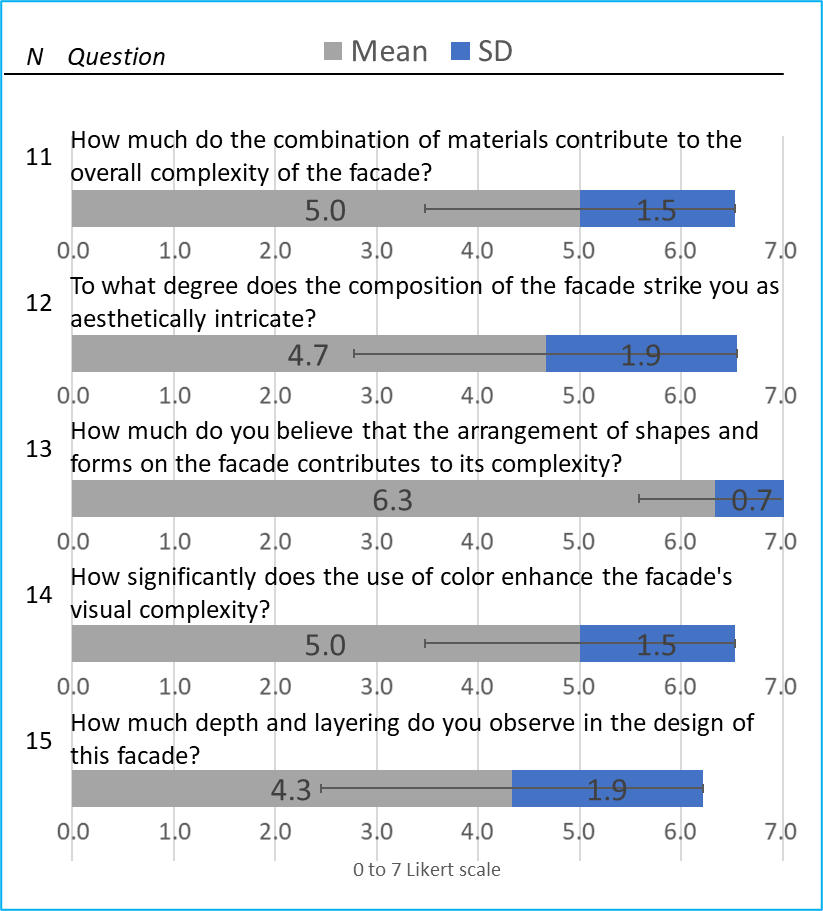 N Question Mean SD
11 How much do the combination of materials contribute to the
overall complexity of the facade?
5.0 1.5
0.0 1.0 2.0 3.0 4.0 5.0 6.0 7.0
12 To what degree does the composition of the facade strike you as
aesthetically intricate?
4.7 1.9
0.0 1.0 2.0 3.0 4.0 5.0 6.0 7.0
13 How much do you believe that the arrangement of shapes and
forms on the facade contributes to its complexity?
6.3 0.7
0.0 1.0 2.0 3.0 4.0 5.0 6.0 7.0
14 How significantly does the use of color enhance the facade's
visual complexity?
5.0 1.5
0.0 1.0 2.0 3.0 4.0 5.0 6.0 7.0
15 How much depth and layering do you observe in the design of
this facade?
4.3 1.9
0.0 1.0 2.0 3.0 4.0 5.0 6.0 7.0
0 to 7 Likert scale